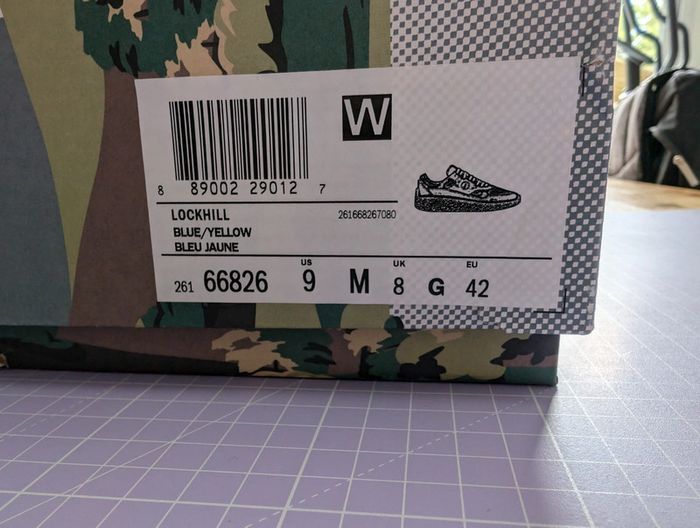 W
8 89002 29012 7
LOCKHILL 261668267080
BLUE/YELLOW
BLEU JAUNE
US UK EU
261 66826 9 M 8 G 42